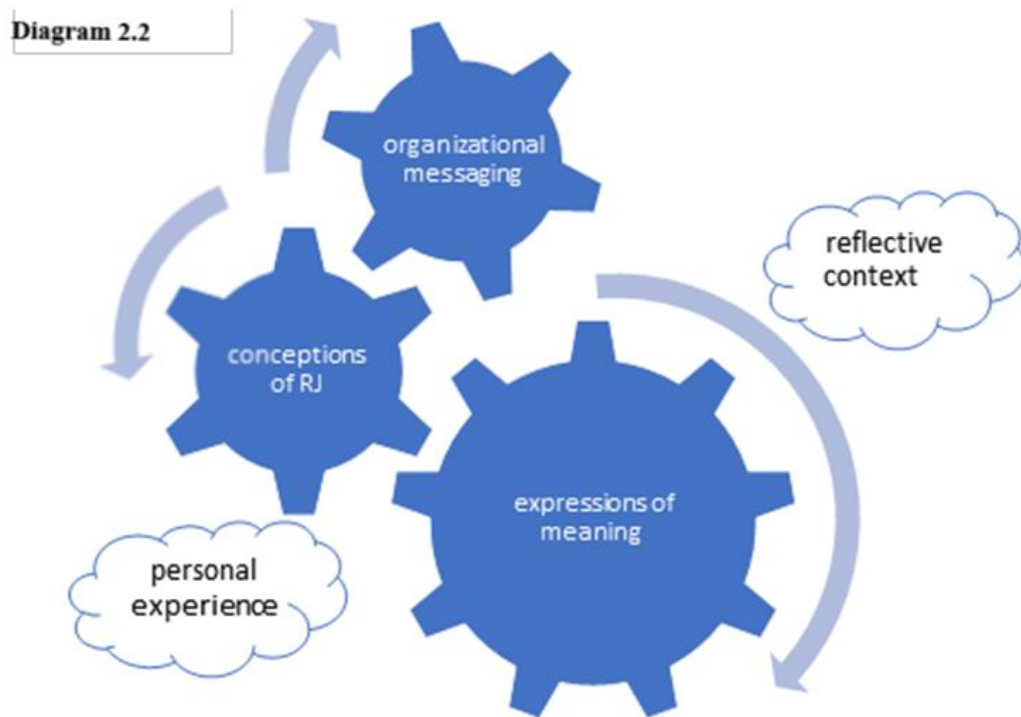 Diagram 2.2
organizational
messaging
reflective
context
conceptions
of RJ
expressions of
meaning
personal
experience